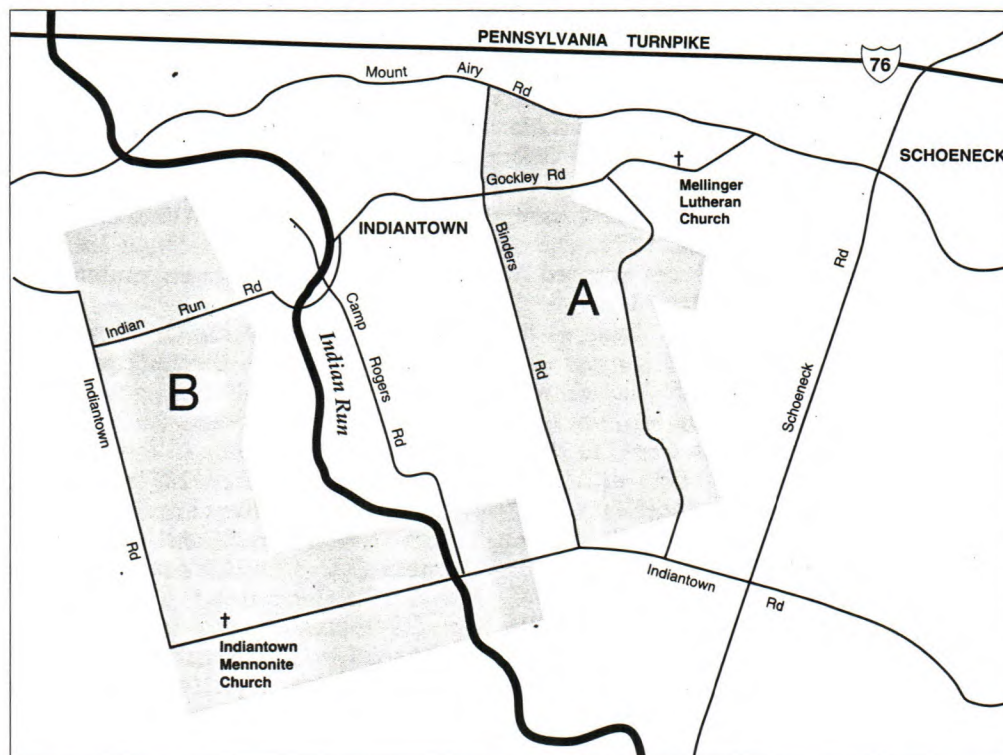 PENNSYLVANIA TURNPIKE
76
Mount Airy Rd
SCHOENECK
Gockley Rd
Mellinger
Lutheran
Church
INDIANTOWN
Binders Rd
A
Indian Run Rd
Camp Rogers Rd
Indian Run
Schoeneck Rd
B
Indiantown Rd
Indiantown Rd
Indiantown
Mennonite
Church